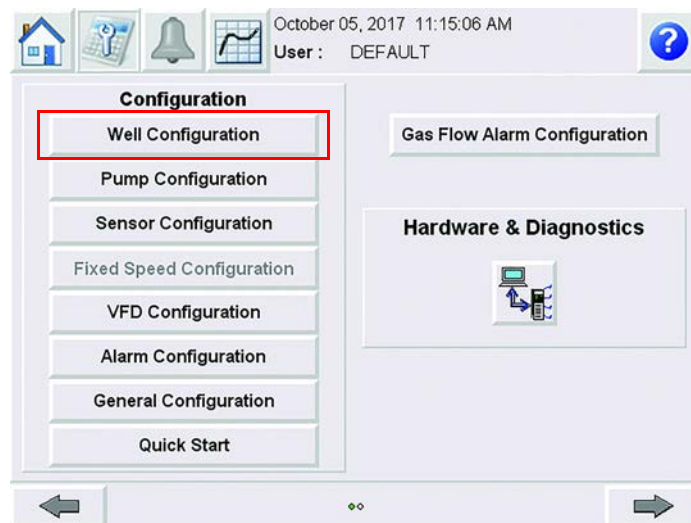 October 05, 2017 11:15:06 AM
User : DEFAULT
Configuration
Well Configuration
Pump Configuration
Sensor Configuration
Fixed Speed Configuration
VFD Configuration
Alarm Configuration
General Configuration
Quick Start
Gas Flow Alarm Configuration
Hardware & Diagnostics